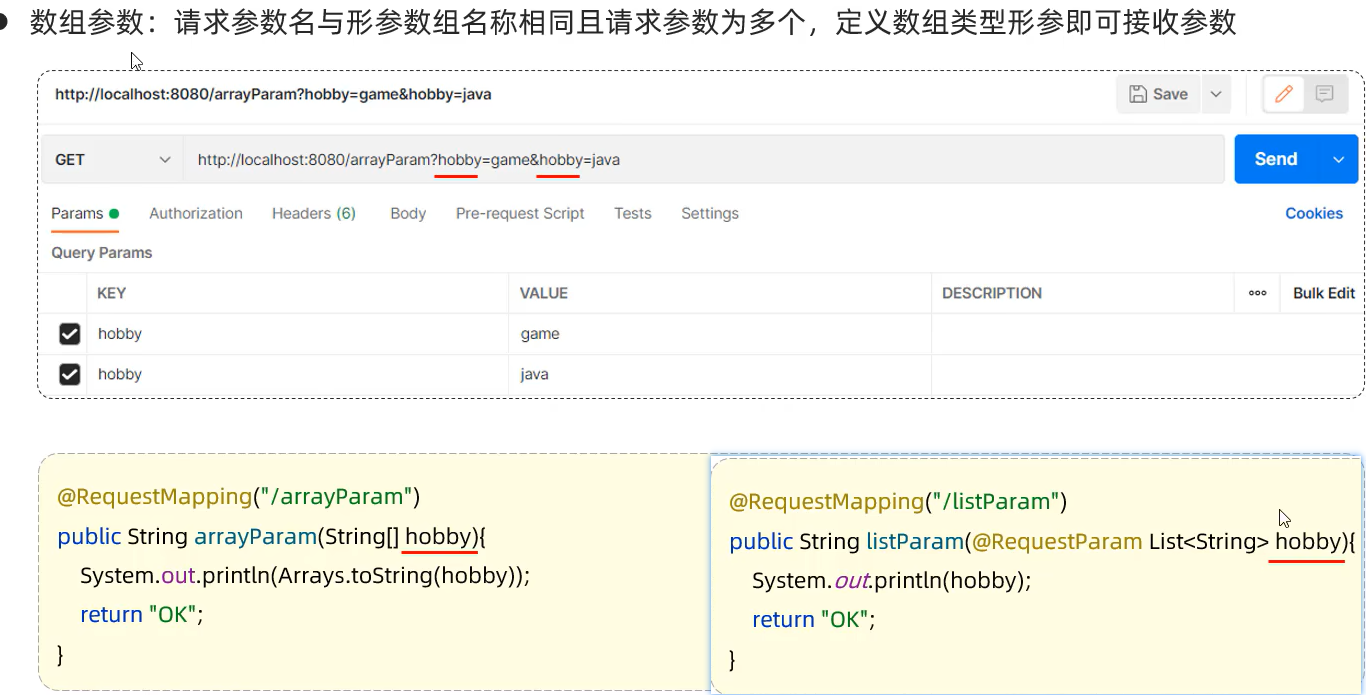 数组参数：请求参数名与形参数组名称相同且请求参数为多个，定义数组类型形参即可接收参数
http://localhost:8080/arrayParam?hobby=game&hobby=java
Save
GET
http://localhost:8080/arrayParam?hobby=game&hobby=java
Send
Params
Authorization
Headers (6)
Body
Pre-request Script
Tests
Settings
Cookies
Query Params
KEY
VALUE
DESCRIPTION
Bulk Edit
hobby
game
hobby
java
@RequestMapping("/arrayParam")
public String arrayParam(String[] hobby){
System.out.println(Arrays.toString(hobby));
return "OK";
}
@RequestMapping("/listParam")
public String listParam(@RequestParam List<String> hobby){
System.out.println(hobby);
return "OK";
}